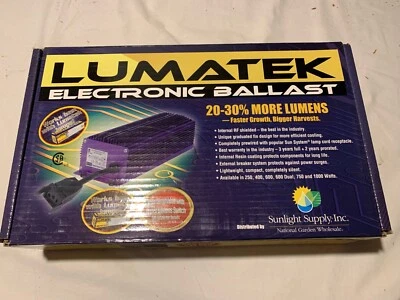 LUMATEK
ELECTRONIC BALLAST
20-30% MORE LUMENS
— Faster Growth, Bigger Harvests.
• Internal RF shielded – the best in the industry.
• Unique graduated fin design for more efficient cooling.
• Completely prewired with popular Sun System® lamp cord receptacle.
• Best warranty in the industry – 3 years full + 2 years prorated.
• Internal Resin coating protects components for long life.
• External breaker system protects against power surges.
• Lightweight, compact, completely silent.
• Available in 250, 400, 600, 600 Dual, 750 and 1000 Watts.
Works
with
Distributed by
Sunlight Supply, Inc.
National Garden Wholesale®